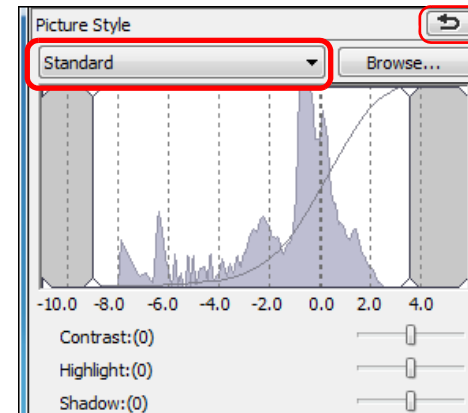 Picture Style
Standard Browse...
-10.0 -8.0 -6.0 -4.0 -2.0 0.0 2.0 4.0
Contrast:(0)
Highlight:(0)
Shadow:(0)